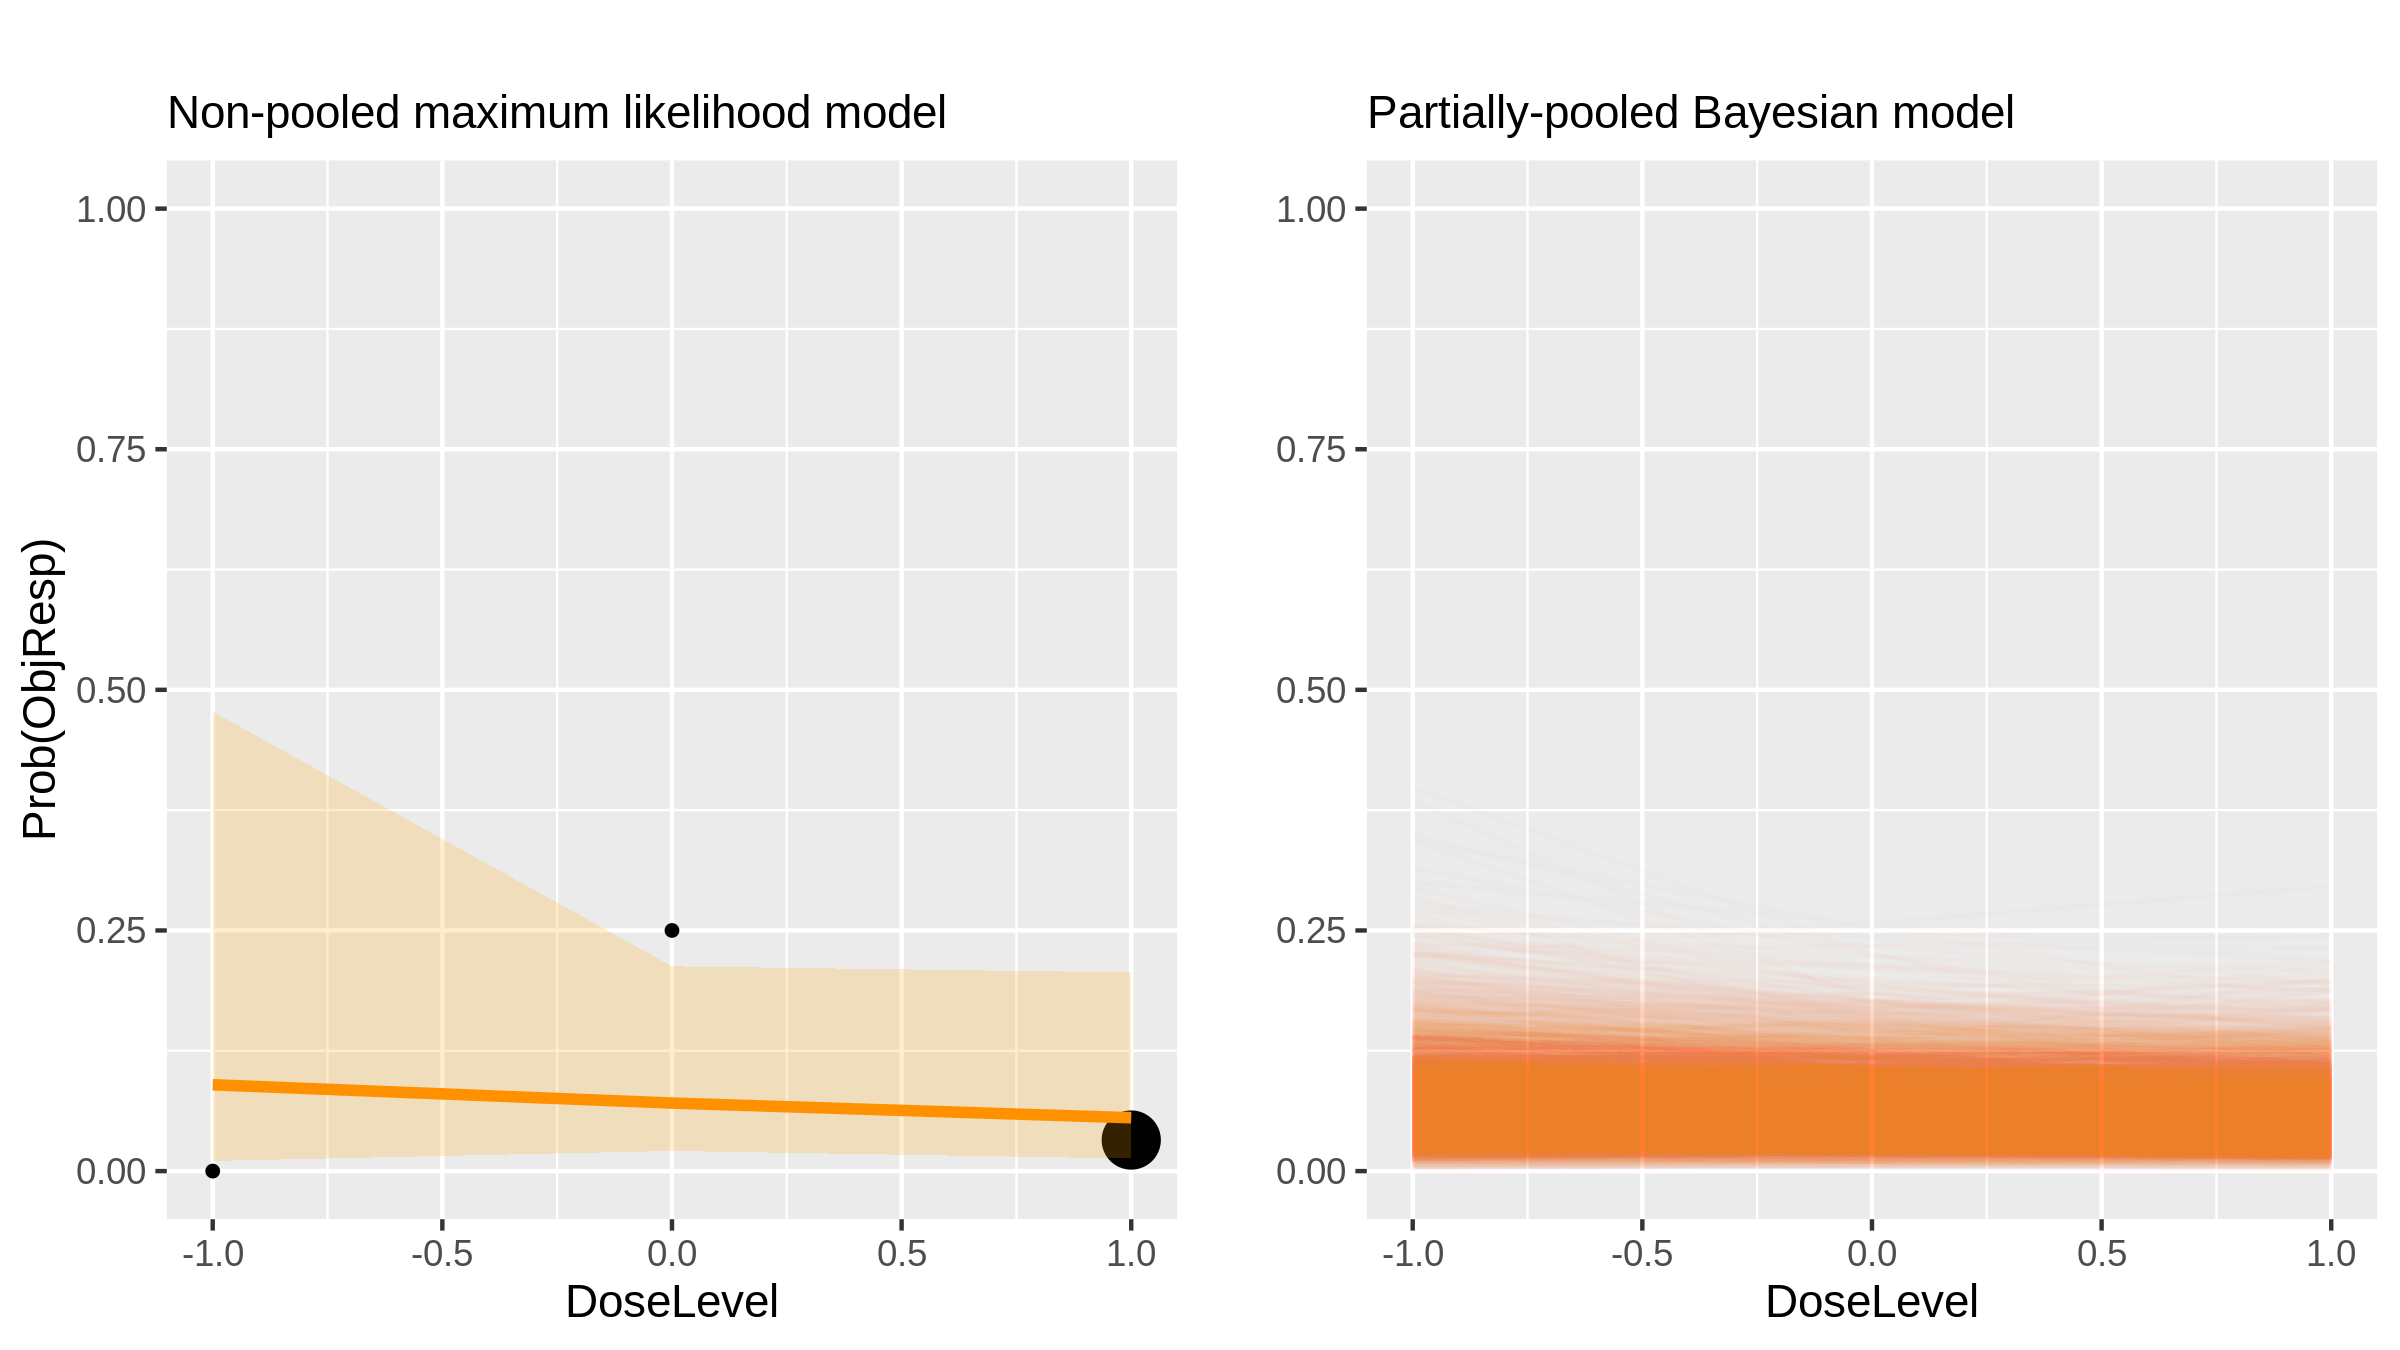 Non-pooled maximum likelihood model
Prob(ObjResp)
1.00
0.75
0.50
0.25
0.00
-1.0 -0.5 0.0 0.5 1.0
DoseLevel
Partially-pooled Bayesian model
1.00
0.75
0.50
0.25
0.00
-1.0 -0.5 0.0 0.5 1.0
DoseLevel